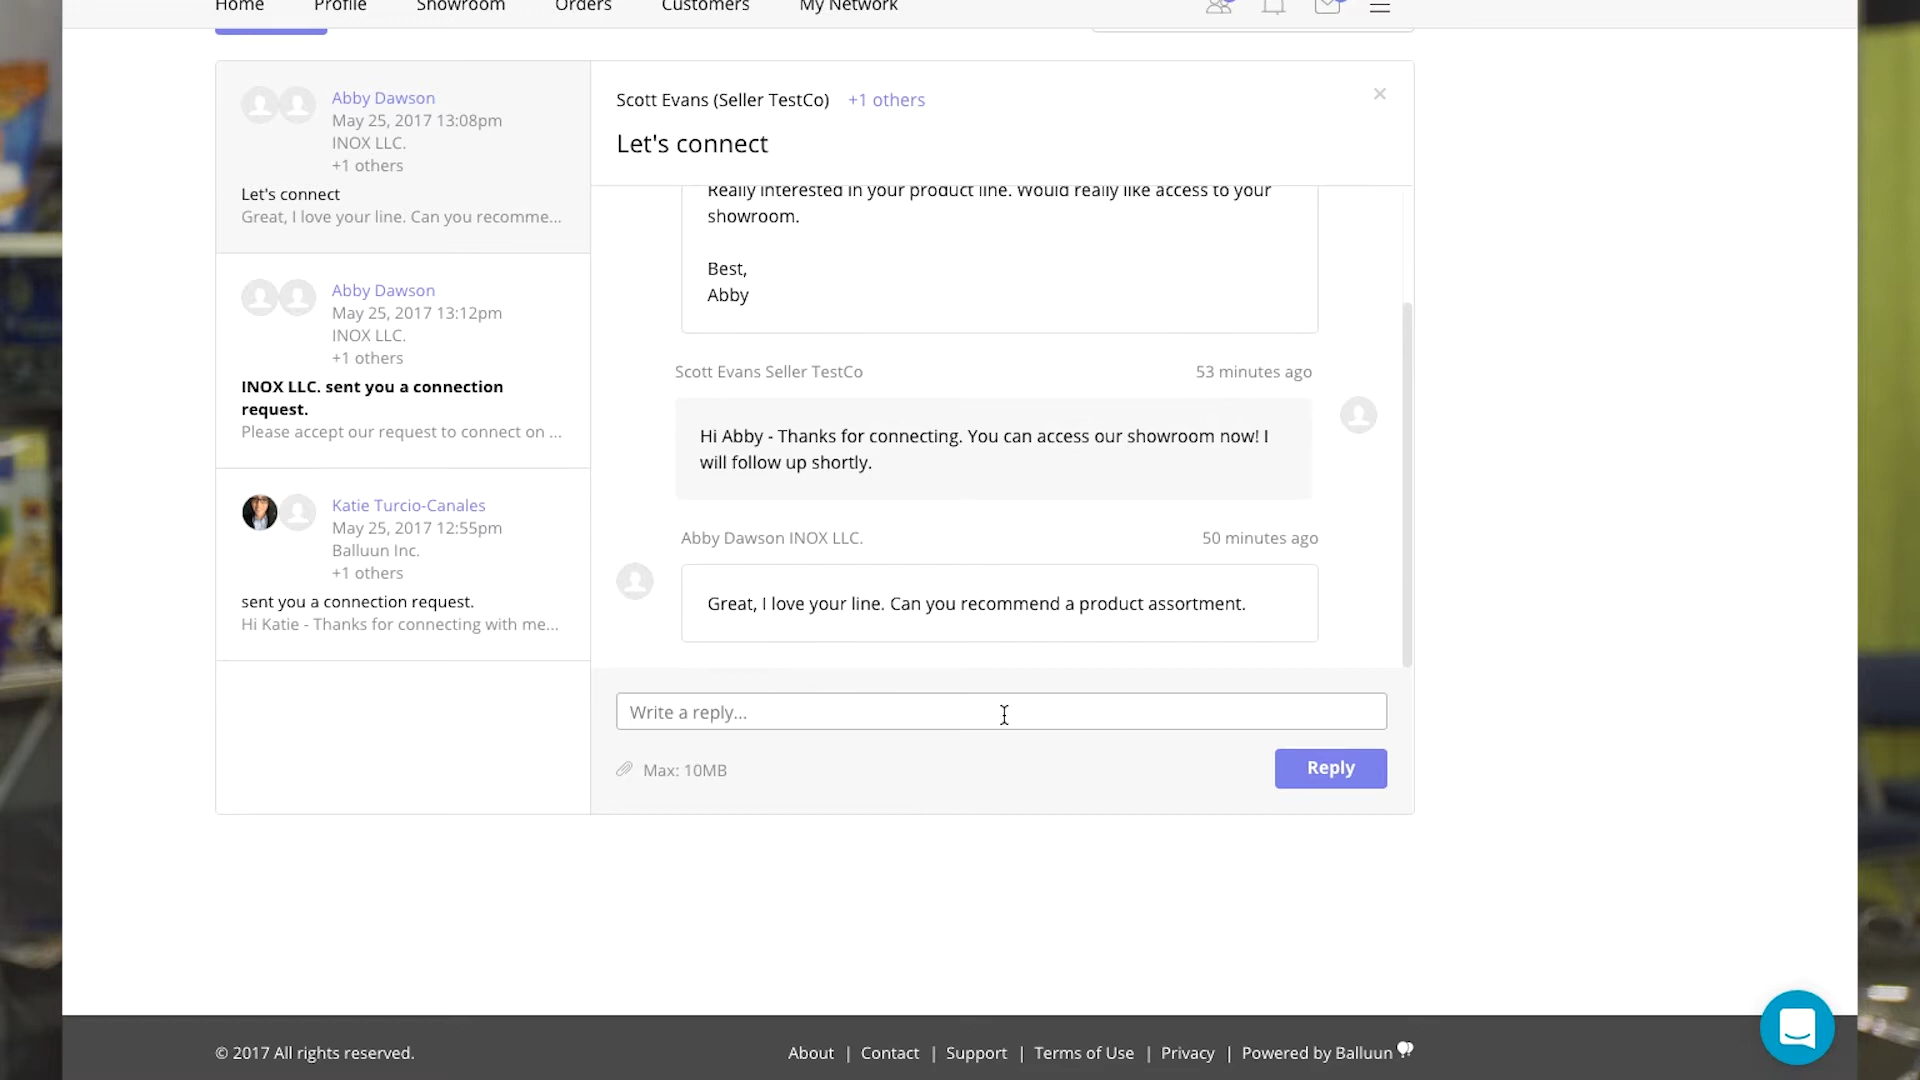 Home Profile Showroom Orders Customers My Network
Abby Dawson
May 25, 2017 13:08pm
INOX LLC.
+1 others
Let's connect
Great, I love your line. Can you recomme...
Abby Dawson
May 25, 2017 13:12pm
INOX LLC.
+1 others
INOX LLC. sent you a connection
request.
Please accept our request to connect on ...
Katie Turcio-Canales
May 25, 2017 12:55pm
Balluun Inc.
+1 others
sent you a connection request.
Hi Katie - Thanks for connecting with me...
Scott Evans (Seller TestCo) +1 others
Let's connect
Really interested in your product line. Would really like access to your
showroom.
Best,
Abby
Scott Evans Seller TestCo 53 minutes ago
Hi Abby - Thanks for connecting. You can access our showroom now! I
will follow up shortly.
Abby Dawson INOX LLC. 50 minutes ago
Great, I love your line. Can you recommend a product assortment.
Write a reply...
Max: 10MB
Reply
© 2017 All rights reserved.
About | Contact | Support | Terms of Use | Privacy | Powered by Balluun